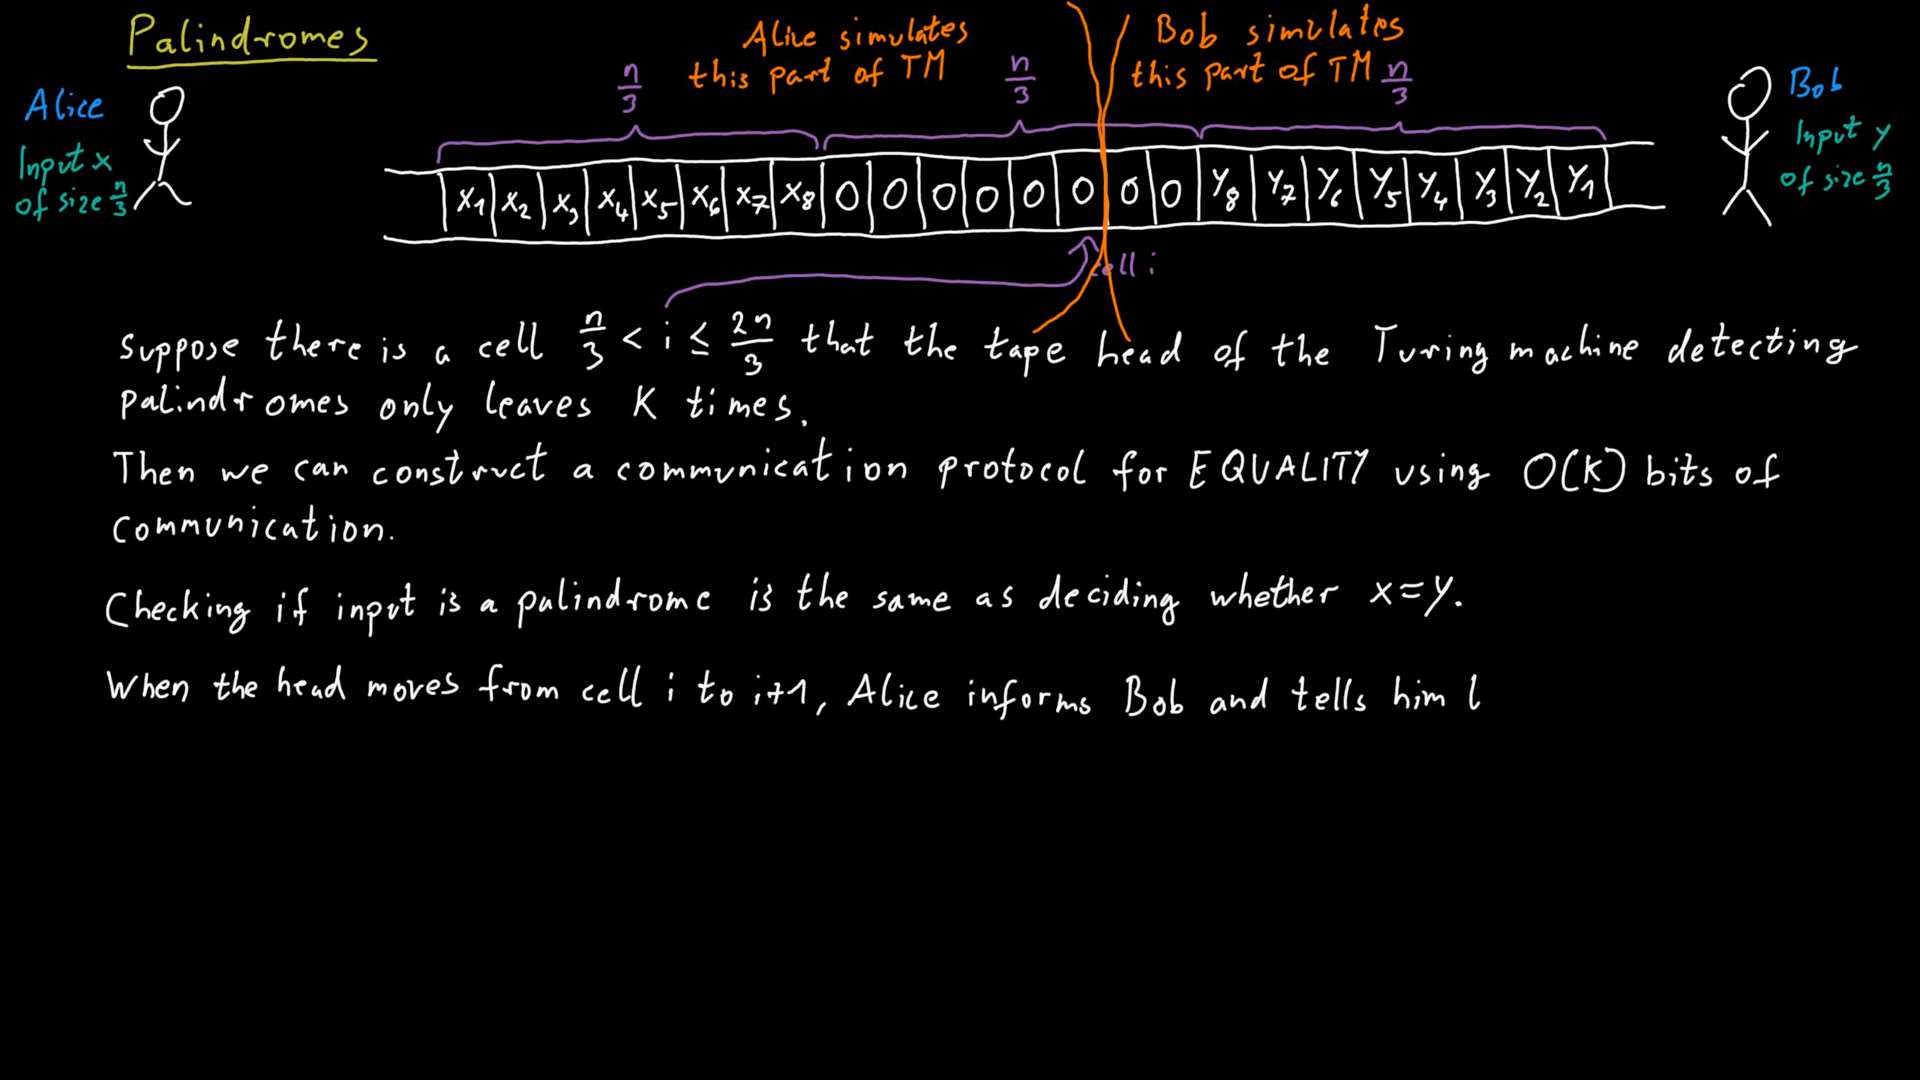 Palindromes
Alice simulates
this part of TM
Bob simulates
this part of TM
n/3
n/3
n/3
Alice
Input x
of size n/3
Bob
Input y
of size n/3
x1 x2 x3 x4 x5 x6 x7 x8 0 0 0 0 0 0 0 0 y8 y7 y6 y5 y4 y3 y2 y1
cell i
Suppose there is a cell n/3 < i ≤ 2n/3 that the tape head of the Turing machine detecting
palindromes only leaves K times.
Then we can construct a communication protocol for EQUALITY using O(K) bits of
communication.
Checking if input is a palindrome is the same as deciding whether x=y.
When the head moves from cell i to i+1, Alice informs Bob and tells him